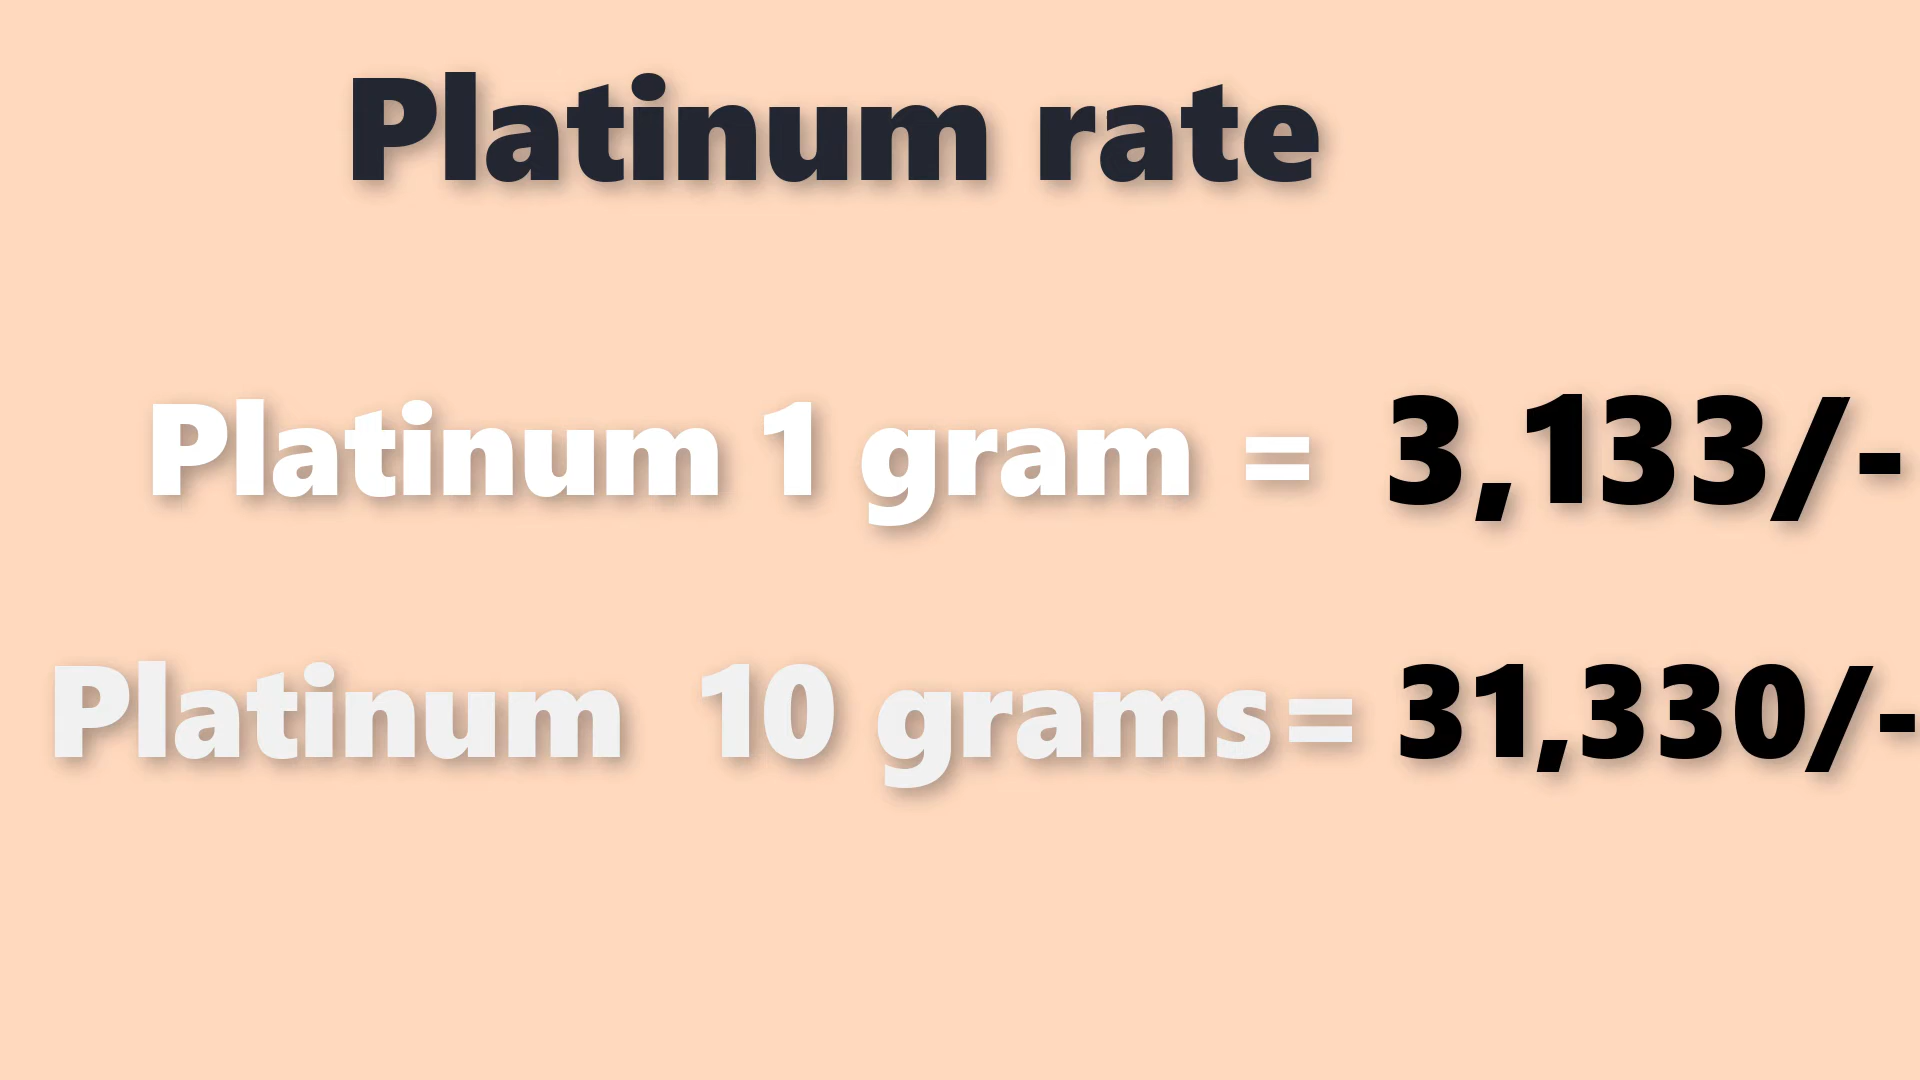 Platinum rate
Platinum 1 gram = 3,133/-
Platinum 10 grams= 31,330/-